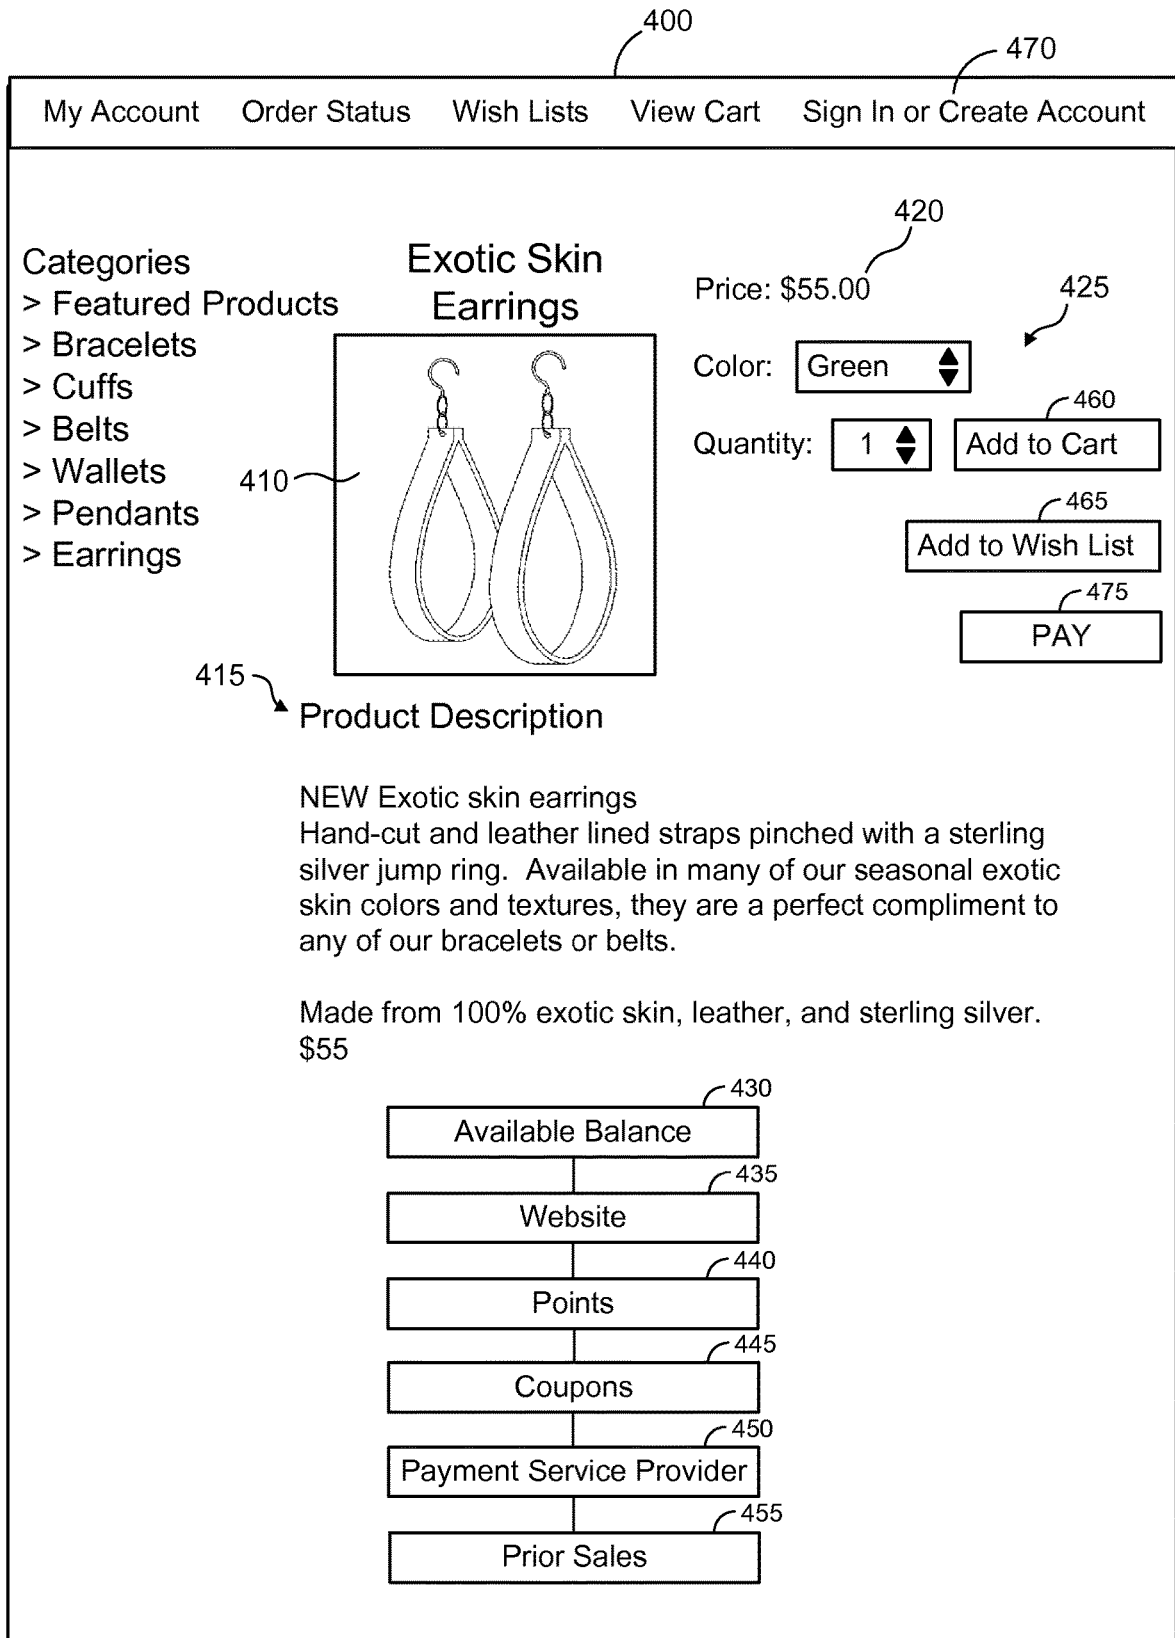 400
470
My Account Order Status Wish Lists View Cart Sign In or Create Account
420
Categories
> Featured Products
> Bracelets
> Cuffs
> Belts
> Wallets
> Pendants
> Earrings
Exotic Skin
Earrings
410
Price: $55.00
425
Color: Green
460
Quantity: 1 Add to Cart
465
Add to Wish List
475
PAY
415
Product Description
NEW Exotic skin earrings
Hand-cut and leather lined straps pinched with a sterling
silver jump ring. Available in many of our seasonal exotic
skin colors and textures, they are a perfect compliment to
any of our bracelets or belts.
Made from 100% exotic skin, leather, and sterling silver.
$55
430
Available Balance
435
Website
440
Points
445
Coupons
450
Payment Service Provider
455
Prior Sales